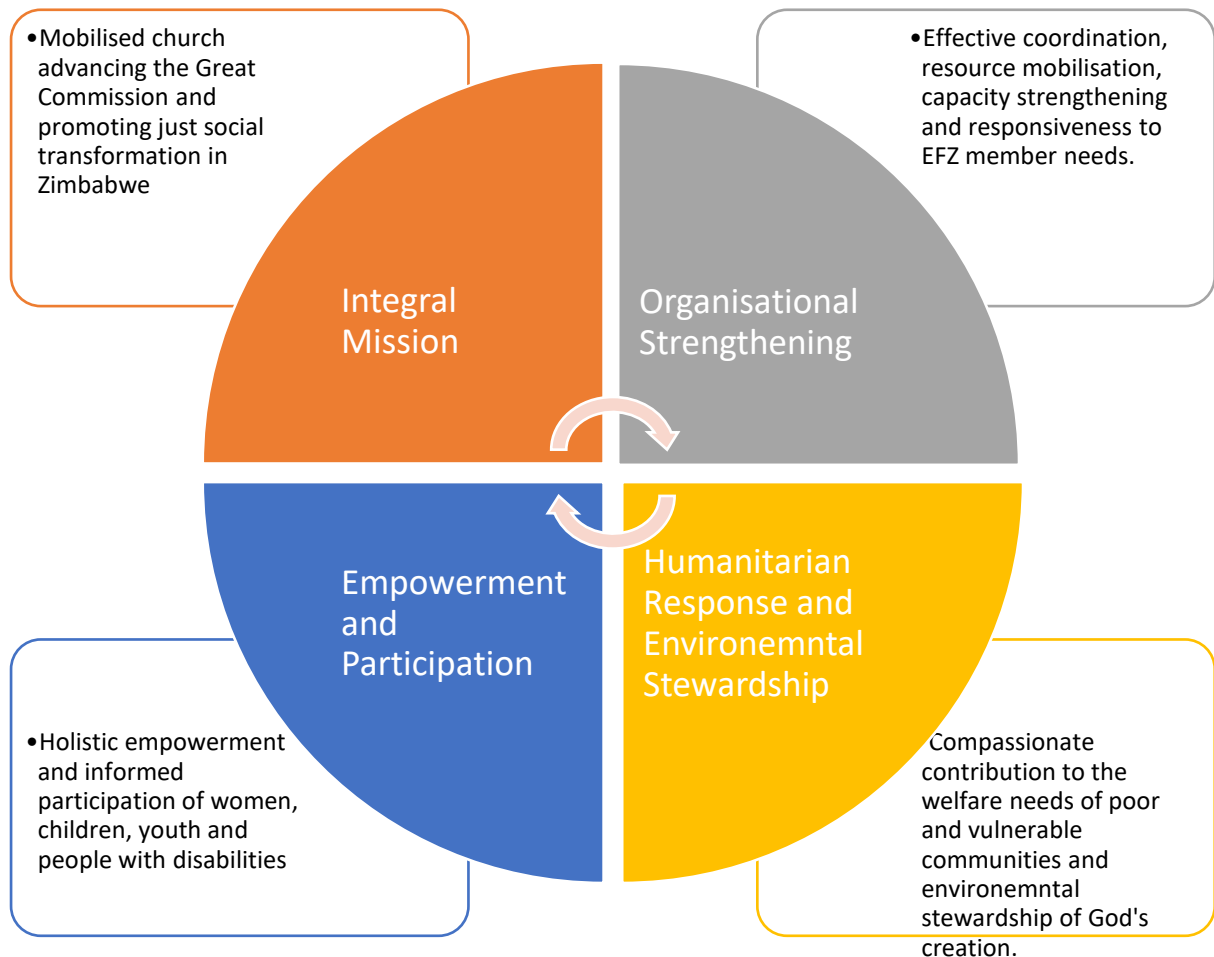 •Mobilised church
advancing the Great
Commission and
promoting just social
transformation in
Zimbabwe
•Effective coordination,
resource mobilisation,
capacity strengthening
and responsiveness to
EFZ member needs.
Integral
Mission
Organisational
Strengthening
Empowerment
and
Participation
Humanitarian
Response and
Environemntal
Stewardship
•Holistic empowerment
and informed
participation of women,
children, youth and
people with disabilities
Compassionate
contribution to the
welfare needs of poor
and vulnerable
communities and
environemntal
stewardship of God's
creation.